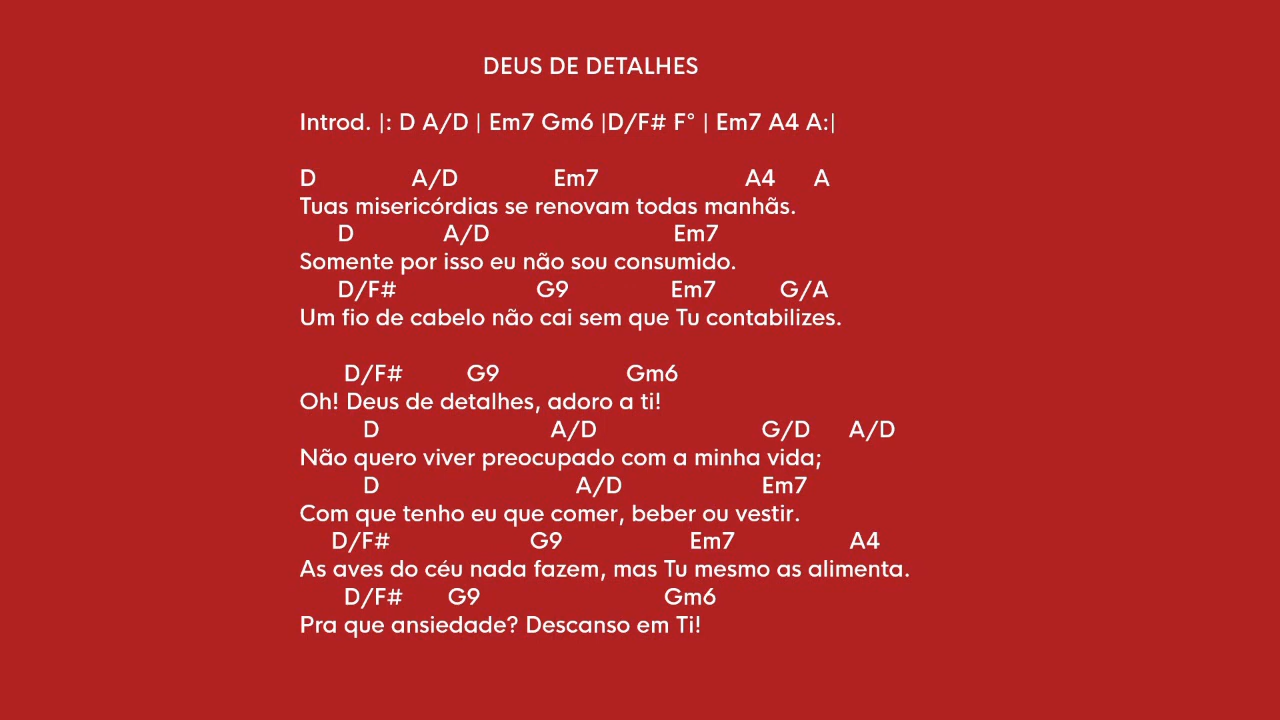 DEUS DE DETALHES
Introd. |: D A/D | Em7 Gm6 |D/F# F° | Em7 A4 A:|
D A/D Em7 A4 A
Tuas misericórdias se renovam todas manhãs.
D A/D Em7
Somente por isso eu não sou consumido.
D/F# G9 Em7 G/A
Um fio de cabelo não cai sem que Tu contabilizes.
D/F# G9 Gm6
Oh! Deus de detalhes, adoro a ti!
D A/D G/D A/D
Não quero viver preocupado com a minha vida;
D A/D Em7
Com que tenho eu que comer, beber ou vestir.
D/F# G9 Em7 A4
As aves do céu nada fazem, mas Tu mesmo as alimenta.
D/F# G9 Gm6
Pra que ansiedade? Descanso em Ti!